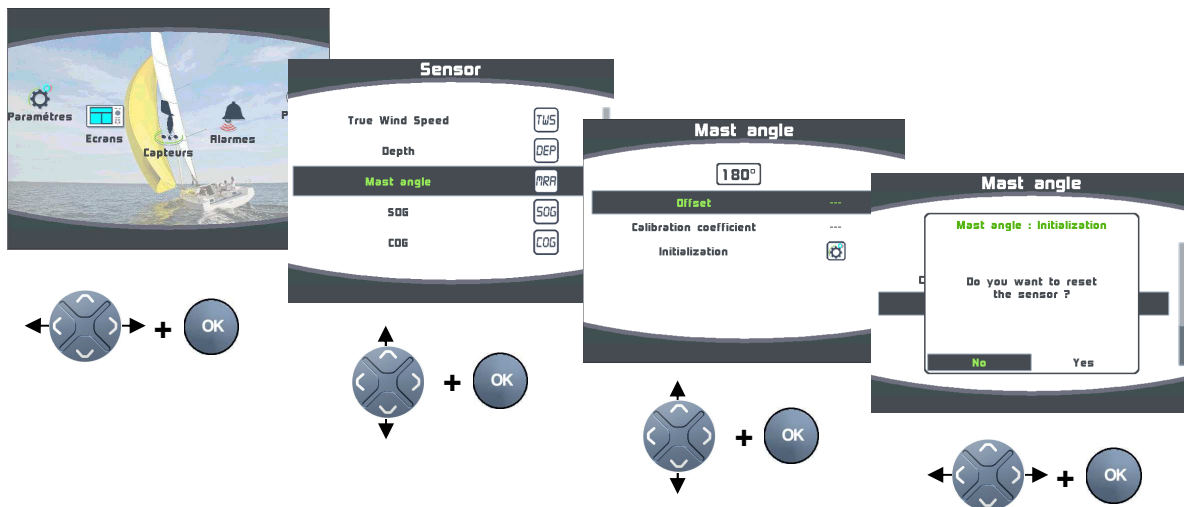 Paramétres
P
Ecrans
Capteurs
Alarmes
+ OK
Sensor
True Wind Speed TWS
Depth DEP
Mast angle MRA
SOG SOG
COG COG
+ OK
Mast angle
180°
Offset ---
Calibration coefficient ---
Initialization
+ OK
Mast angle
Mast angle : Initialization
Do you want to reset
the sensor ?
No Yes
+ OK